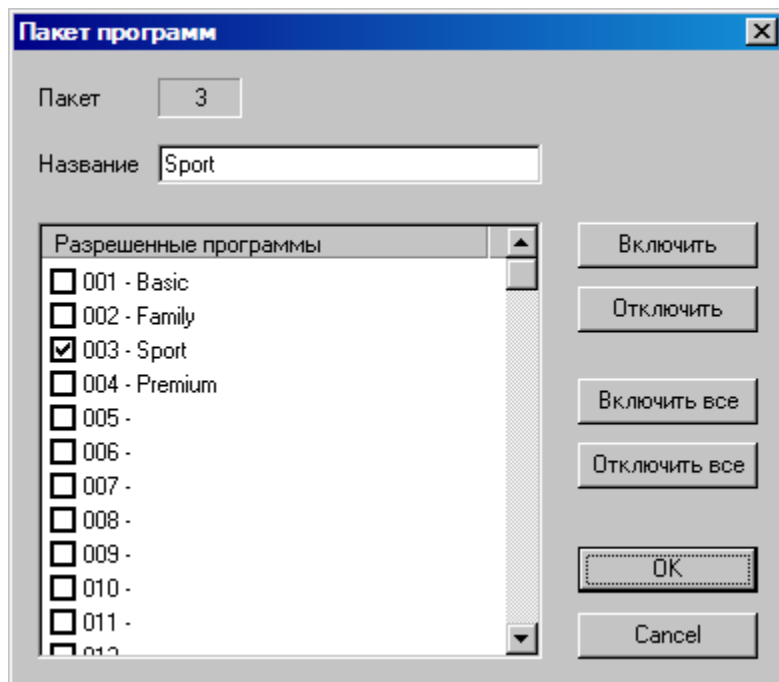 Пакет программ
Пакет 3
Название Sport
Разрешенные программы
001 - Basic
002 - Family
003 - Sport
004 - Premium
005 -
006 -
007 -
008 -
009 -
010 -
011 -
Включить
Отключить
Включить все
Отключить все
OK
Cancel